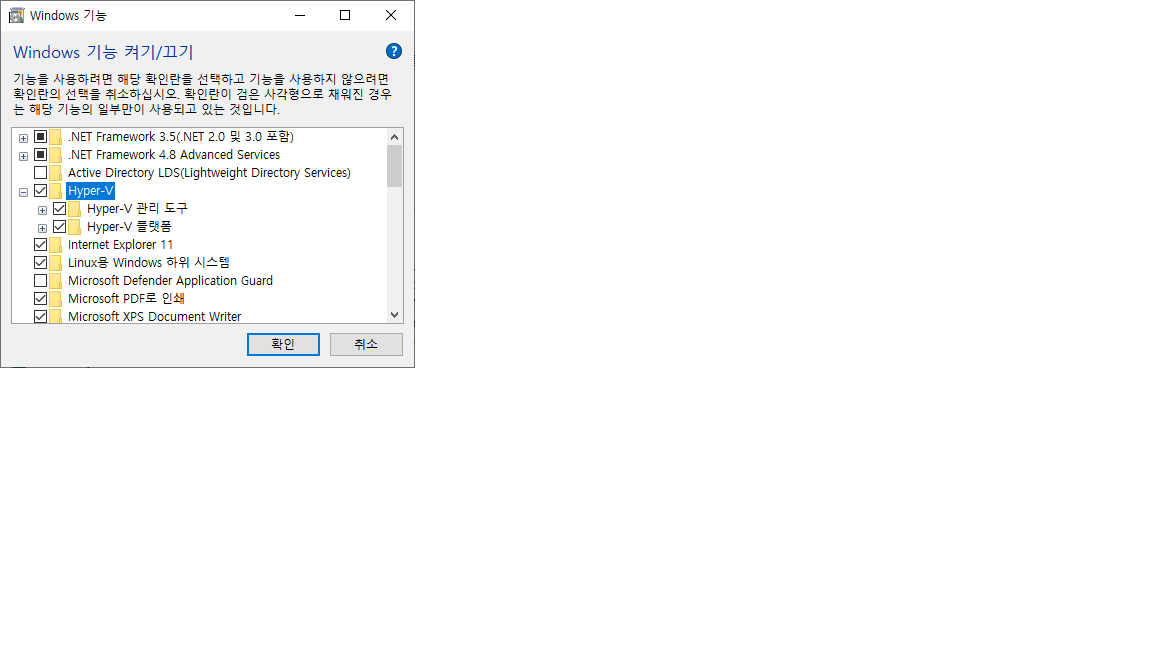 Windows 기능
Windows 기능 켜기/끄기
?
기능을 사용하려면 해당 확인란을 선택하고 기능을 사용하지 않으려면
확인란의 선택을 취소하십시오. 확인란이 검은 사각형으로 채워진 경우
는 해당 기능의 일부만이 사용되고 있는 것입니다.
.NET Framework 3.5(.NET 2.0 및 3.0 포함)
.NET Framework 4.8 Advanced Services
Active Directory LDS(Lightweight Directory Services)
Hyper-V
Hyper-V 관리 도구
Hyper-V 플랫폼
Internet Explorer 11
Linux용 Windows 하위 시스템
Microsoft Defender Application Guard
Microsoft PDF로 인쇄
Microsoft XPS Document Writer
확인 취소